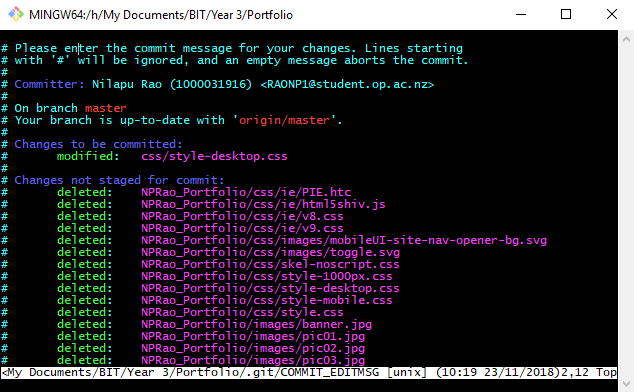 MINGW64:/h/My Documents/BIT/Year 3/Portfolio
# Please enter the commit message for your changes. Lines starting
# with '#' will be ignored, and an empty message aborts the commit.
#
# Committer: Nilapu Rao (1000031916) <RAONP1@student.op.ac.nz>
#
# On branch master
# Your branch is up-to-date with 'origin/master'.
#
# Changes to be committed:
#       modified:   css/style-desktop.css
#
# Changes not staged for commit:
#       deleted:    NPRao_Portfolio/css/ie/PIE.htc
#       deleted:    NPRao_Portfolio/css/ie/html5shiv.js
#       deleted:    NPRao_Portfolio/css/ie/v8.css
#       deleted:    NPRao_Portfolio/css/ie/v9.css
#       deleted:    NPRao_Portfolio/css/images/mobileUI-site-nav-opener-bg.svg
#       deleted:    NPRao_Portfolio/css/images/toggle.svg
#       deleted:    NPRao_Portfolio/css/skel-noscript.css
#       deleted:    NPRao_Portfolio/css/style-1000px.css
#       deleted:    NPRao_Portfolio/css/style-desktop.css
#       deleted:    NPRao_Portfolio/css/style-mobile.css
#       deleted:    NPRao_Portfolio/css/style.css
#       deleted:    NPRao_Portfolio/images/banner.jpg
#       deleted:    NPRao_Portfolio/images/pic01.jpg
#       deleted:    NPRao_Portfolio/images/pic02.jpg
#       deleted:    NPRao_Portfolio/images/pic03.jpg
<My Documents/BIT/Year 3/Portfolio/.git/COMMIT_EDITMSG [unix] (10:19 23/11/2018)2,12 Top